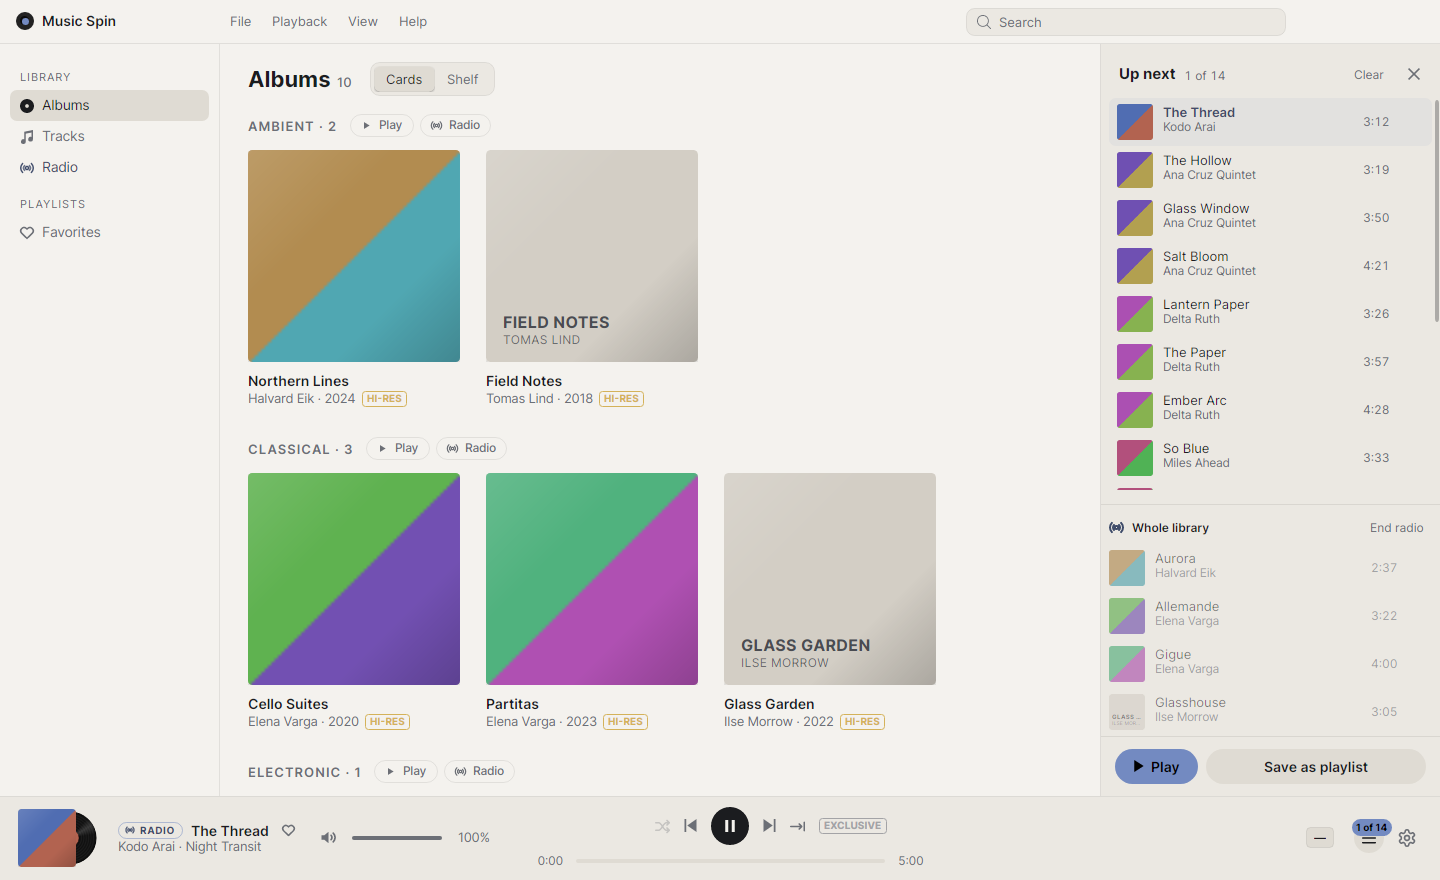 Music Spin
File Playback View Help
Search
LIBRARY
Albums
Tracks
Radio
PLAYLISTS
Favorites
Albums 10
Cards Shelf
AMBIENT · 2 Play Radio
FIELD NOTES
TOMAS LIND
Northern Lines
Halvard Eik · 2024 HI-RES
Field Notes
Tomas Lind · 2018 HI-RES
CLASSICAL · 3 Play Radio
GLASS GARDEN
ILSE MORROW
Cello Suites
Elena Varga · 2020 HI-RES
Partitas
Elena Varga · 2023 HI-RES
Glass Garden
Ilse Morrow · 2022 HI-RES
ELECTRONIC · 1 Play Radio
Up next 1 of 14 Clear
The Thread
Kodo Arai
3:12
The Hollow
Ana Cruz Quintet
3:19
Glass Window
Ana Cruz Quintet
3:50
Salt Bloom
Ana Cruz Quintet
4:21
Lantern Paper
Delta Ruth
3:26
The Paper
Delta Ruth
3:57
Ember Arc
Delta Ruth
4:28
So Blue
Miles Ahead
3:33
Whole library End radio
Aurora
Halvard Eik
2:37
Allemande
Elena Varga
3:22
Gigue
Elena Varga
4:00
GLASS ...
ILSE MOR...
Glasshouse
Ilse Morrow
3:05
Play Save as playlist
RADIO The Thread
Kodo Arai · Night Transit
100%
EXCLUSIVE
0:00 5:00
1 of 14